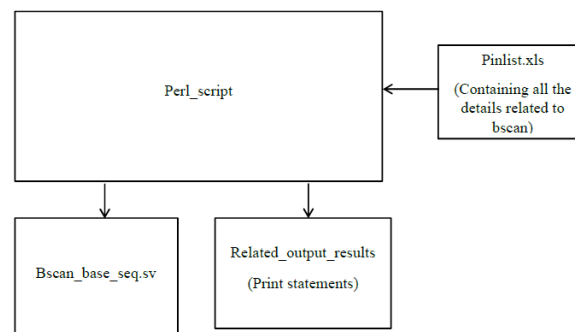 Perl_script
Pinlist.xls
(Containing all the
details related to
bscan)
Bscan_base_seq.sv
Related_output_results
(Print statements)